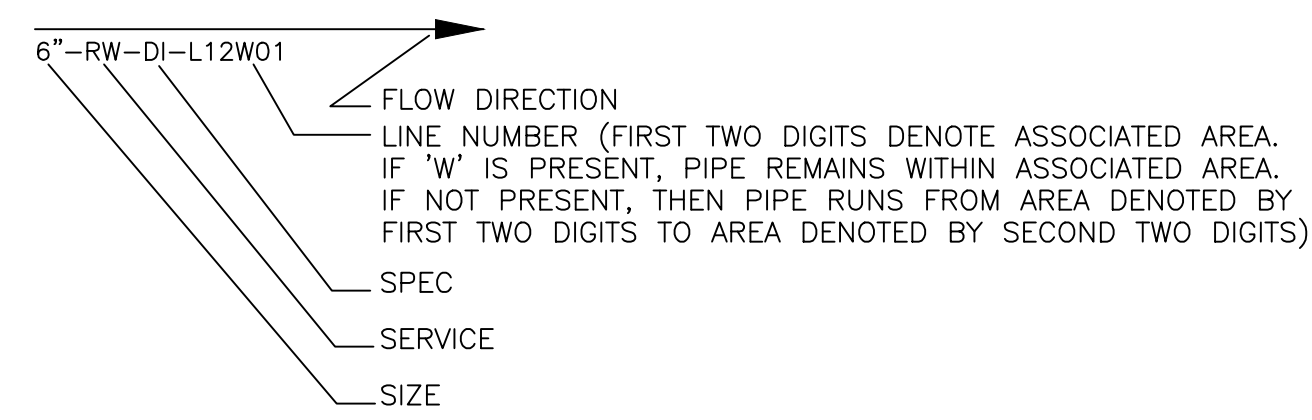 6"-RW-DI-L12W01
FLOW DIRECTION
LINE NUMBER (FIRST TWO DIGITS DENOTE ASSOCIATED AREA.
IF 'W' IS PRESENT, PIPE REMAINS WITHIN ASSOCIATED AREA.
IF NOT PRESENT, THEN PIPE RUNS FROM AREA DENOTED BY
FIRST TWO DIGITS TO AREA DENOTED BY SECOND TWO DIGITS)
SPEC
SERVICE
SIZE